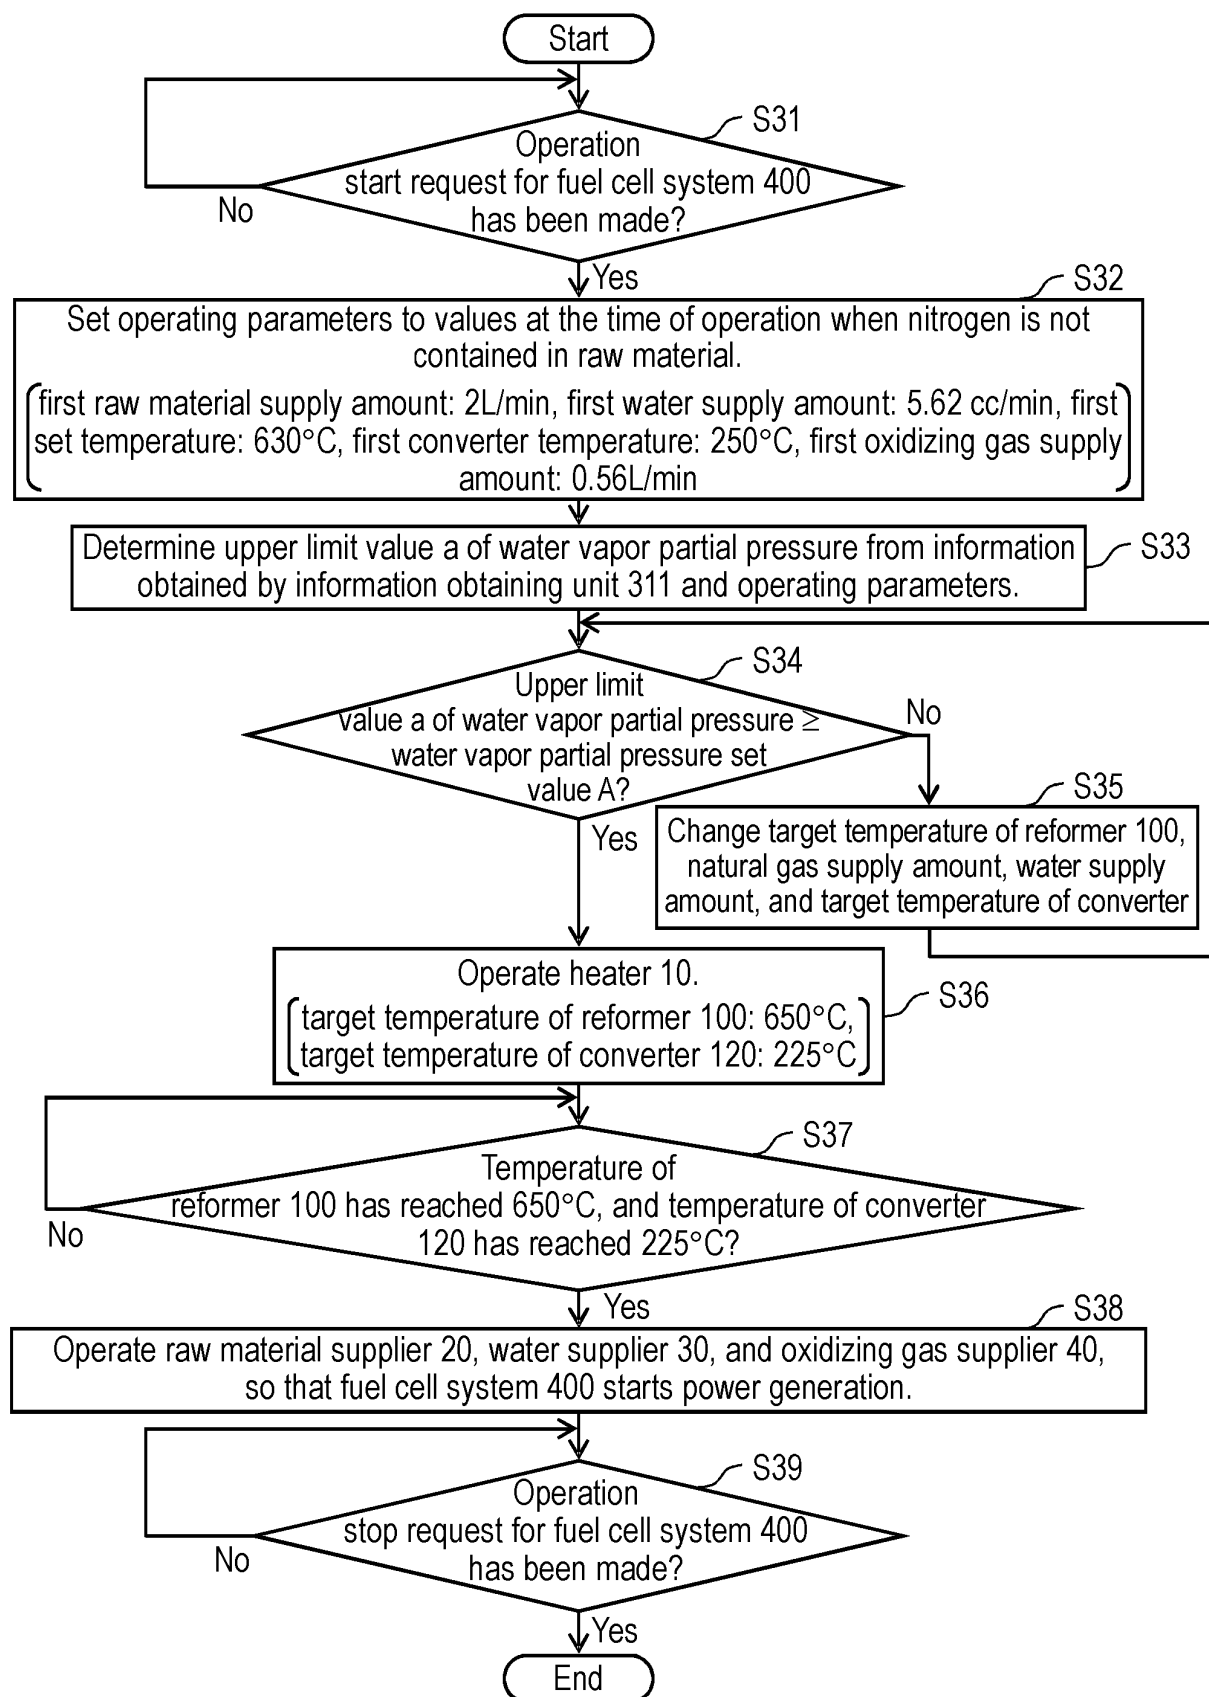 Start
S31
Operation
start request for fuel cell system 400
has been made?
No
Yes
S32
Set operating parameters to values at the time of operation when nitrogen is not
contained in raw material.
first raw material supply amount: 2L/min, first water supply amount: 5.62 cc/min, first
set temperature: 630°C, first converter temperature: 250°C, first oxidizing gas supply
amount: 0.56L/min
Determine upper limit value a of water vapor partial pressure from information
obtained by information obtaining unit 311 and operating parameters.
S33
S34
Upper limit
value a of water vapor partial pressure ≥
water vapor partial pressure set
value A?
No
Yes
S35
Change target temperature of reformer 100,
natural gas supply amount, water supply
amount, and target temperature of converter
Operate heater 10.
target temperature of reformer 100: 650°C,
target temperature of converter 120: 225°C
S36
S37
Temperature of
reformer 100 has reached 650°C, and temperature of converter
120 has reached 225°C?
No
Yes
S38
Operate raw material supplier 20, water supplier 30, and oxidizing gas supplier 40,
so that fuel cell system 400 starts power generation.
S39
Operation
stop request for fuel cell system 400
has been made?
No
Yes
End